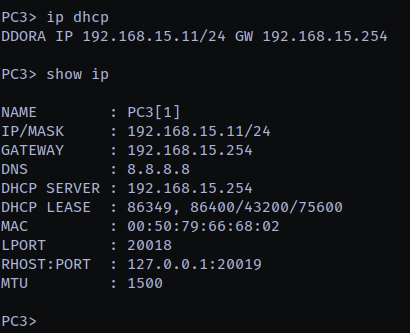 PC3> ip dhcp
DDORA IP 192.168.15.11/24 GW 192.168.15.254
PC3> show ip
NAME        : PC3[1]
IP/MASK     : 192.168.15.11/24
GATEWAY     : 192.168.15.254
DNS         : 8.8.8.8
DHCP SERVER : 192.168.15.254
DHCP LEASE  : 86349, 86400/43200/75600
MAC         : 00:50:79:66:68:02
LPORT       : 20018
RHOST:PORT  : 127.0.0.1:20019
MTU         : 1500
PC3>